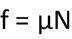 f = μN